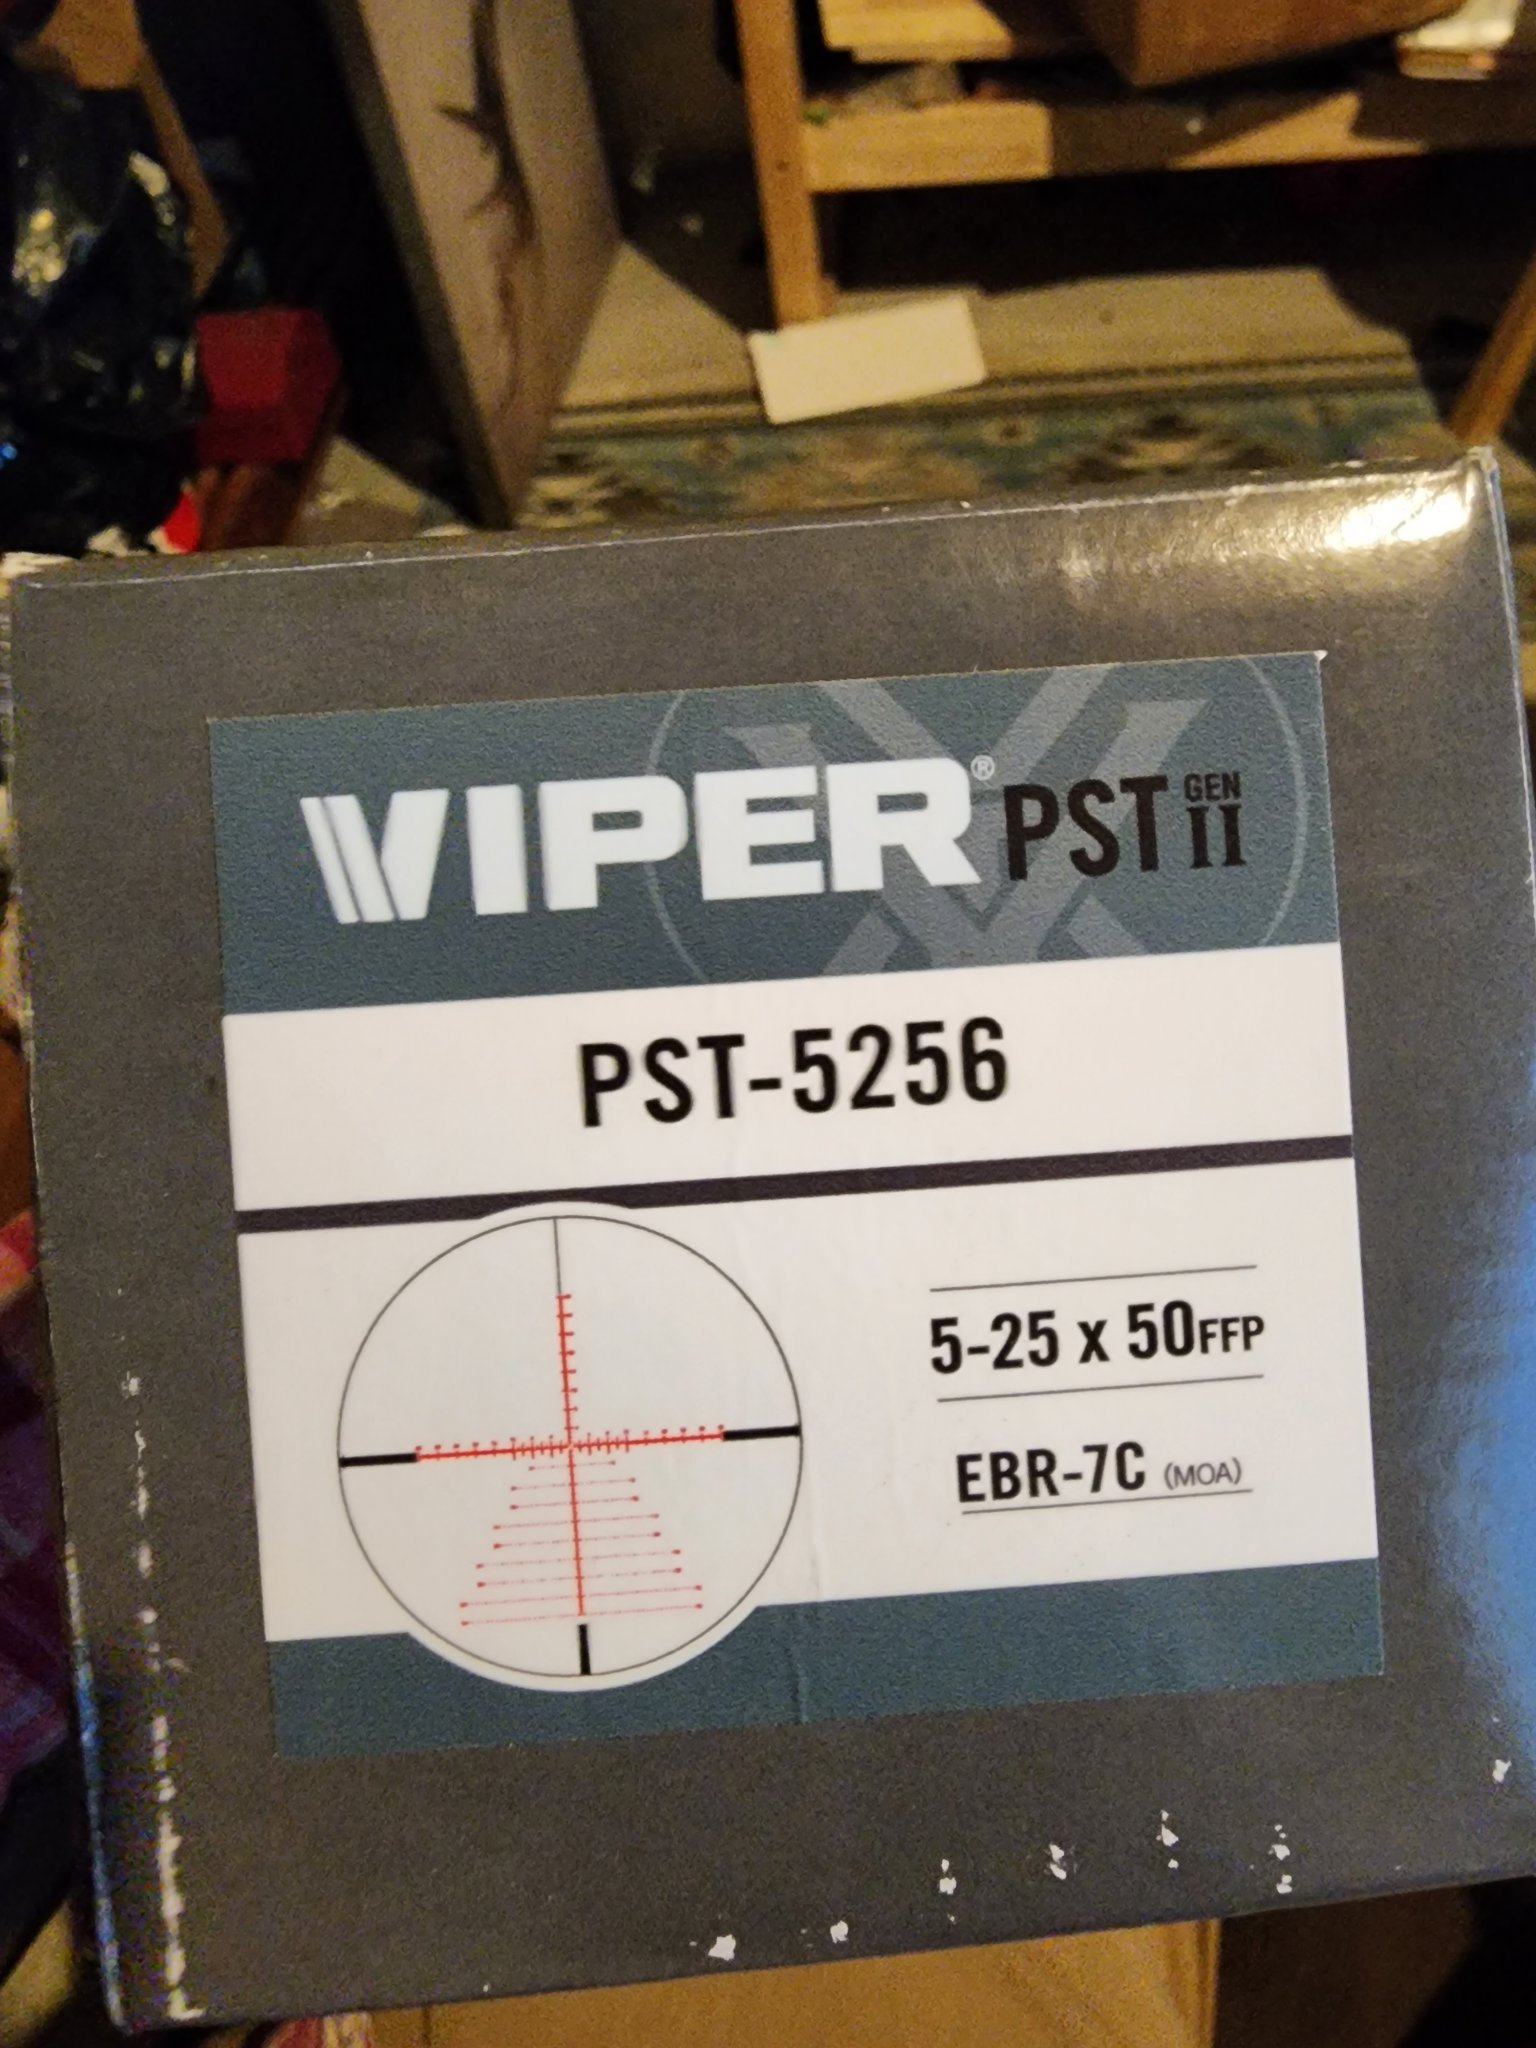 VIPER® PST GEN II
PST-5256
5-25 x 50FFP
EBR-7C (MOA)